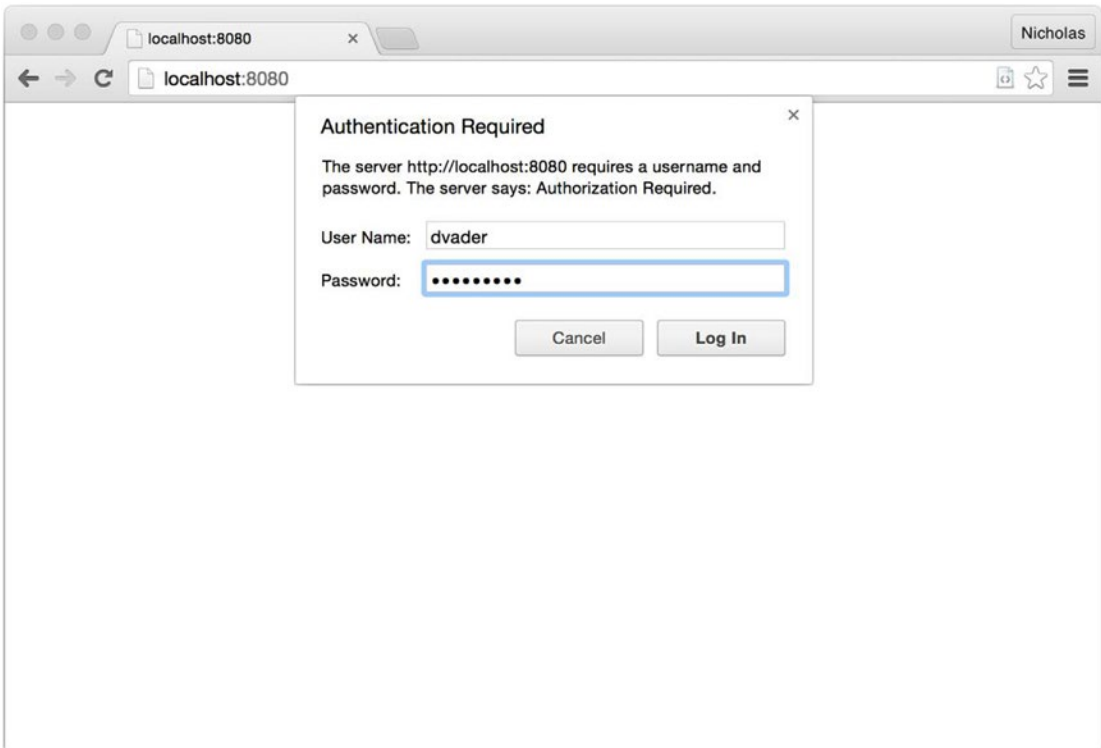 localhost:8080
Nicholas
localhost:8080
Authentication Required
The server http://localhost:8080 requires a username and
password. The server says: Authorization Required.
User Name: dvader
Password: •••••••••
Cancel Log In